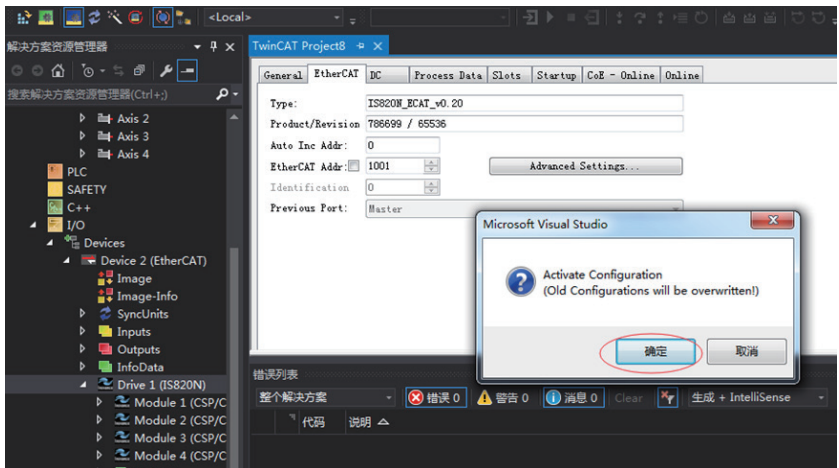 <Local>
解决方案资源管理器
搜索解决方案资源管理器(Ctrl+;)
Axis 2
Axis 3
Axis 4
PLC
SAFETY
C++
I/O
Devices
Device 2 (EtherCAT)
Image
Image-Info
SyncUnits
Inputs
Outputs
InfoData
Drive 1 (IS820N)
Module 1 (CSP/C
Module 2 (CSP/C
Module 3 (CSP/C
Module 4 (CSP/C
TwinCAT Project8
General EtherCAT DC Process Data Slots Startup CoE - Online Online
Type: IS820N_ECAT_v0.20
Product/Revision 786699 / 65536
Auto Inc Addr: 0
EtherCAT Addr: 1001 Advanced Settings...
Identification 0
Previous Port: Master
Microsoft Visual Studio
Activate Configuration
(Old Configurations will be overwritten!)
确定 取消
错误列表
整个解决方案 错误 0 警告 0 消息 0 Clear 生成 + IntelliSense
代码 说明